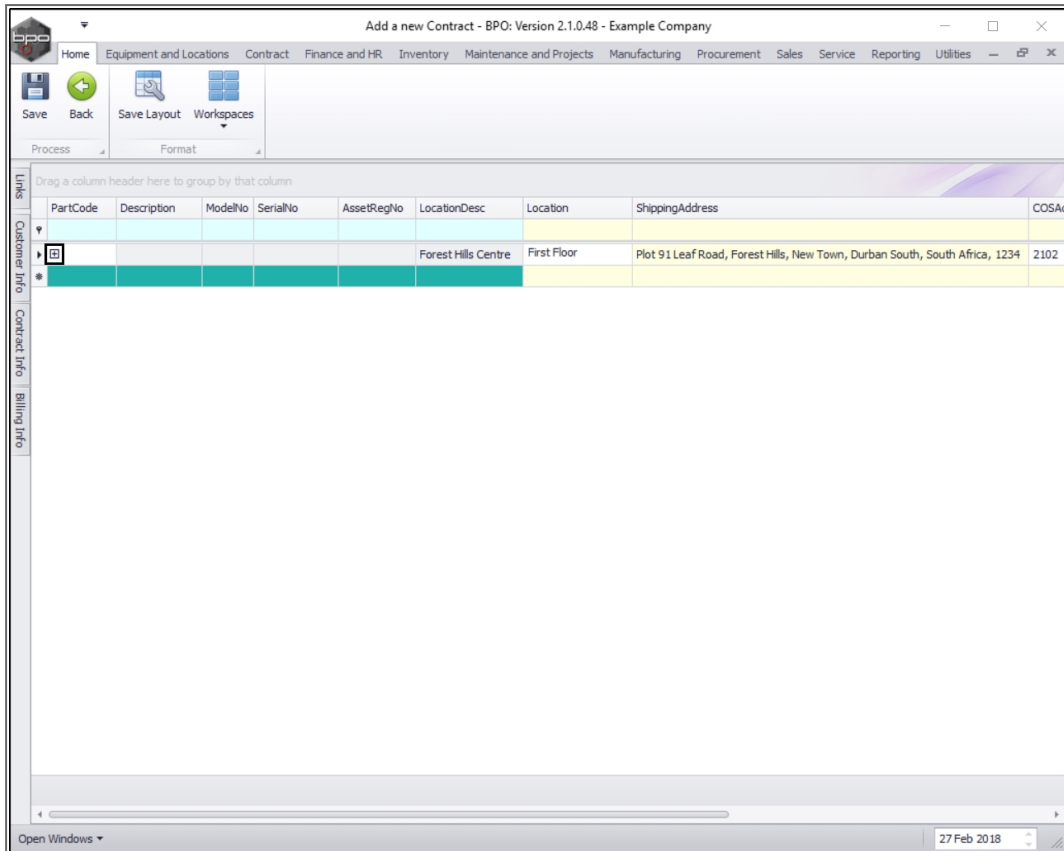 bpo
Add a new Contract - BPO: Version 2.1.0.48 - Example Company
Home Equipment and Locations Contract Finance and HR Inventory Maintenance and Projects Manufacturing Procurement Sales Service Reporting Utilities
Save Back Save Layout Workspaces
Process Format
Links
Customer Info
Contract Info
Billing Info
Drag a column header here to group by that column
PartCode Description ModelNo SerialNo AssetRegNo LocationDesc Location ShippingAddress COSAc
Forest Hills Centre First Floor Plot 91 Leaf Road, Forest Hills, New Town, Durban South, South Africa, 1234 2102
Open Windows 27 Feb 2018